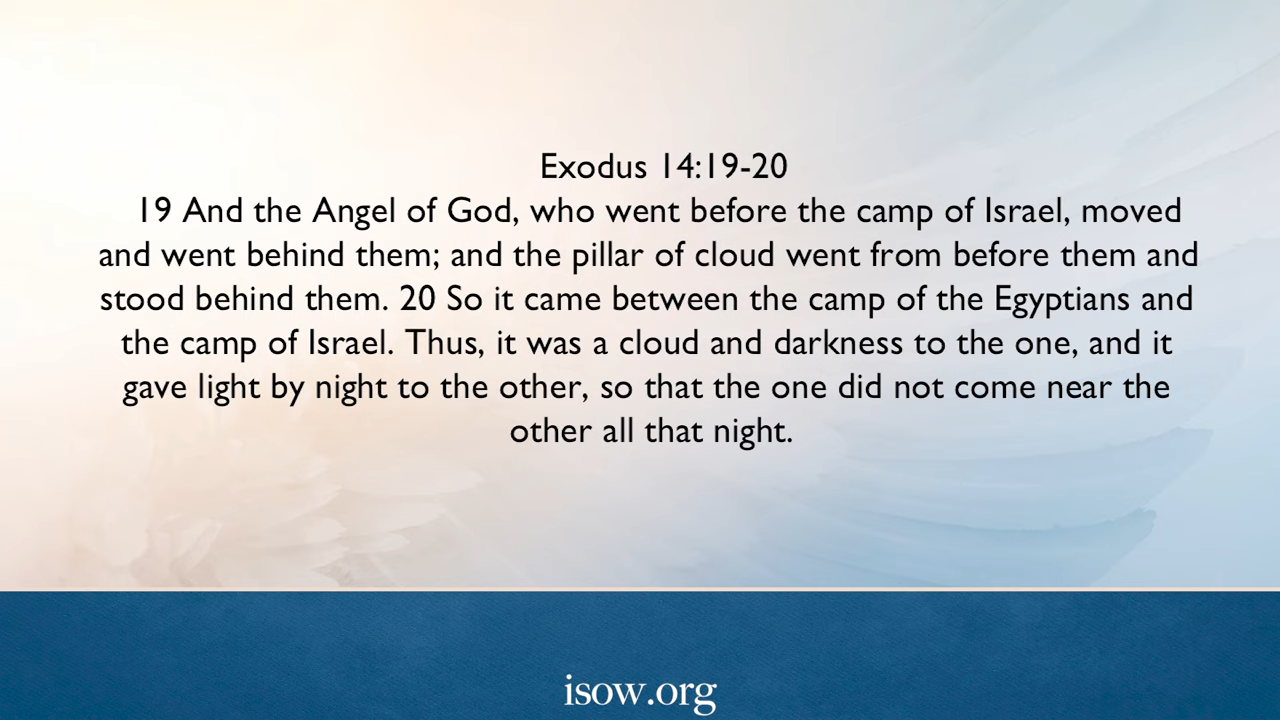 Exodus 14:19-20
19 And the Angel of God, who went before the camp of Israel, moved
and went behind them; and the pillar of cloud went from before them and
stood behind them. 20 So it came between the camp of the Egyptians and
the camp of Israel. Thus, it was a cloud and darkness to the one, and it
gave light by night to the other, so that the one did not come near the
other all that night.
isow.org